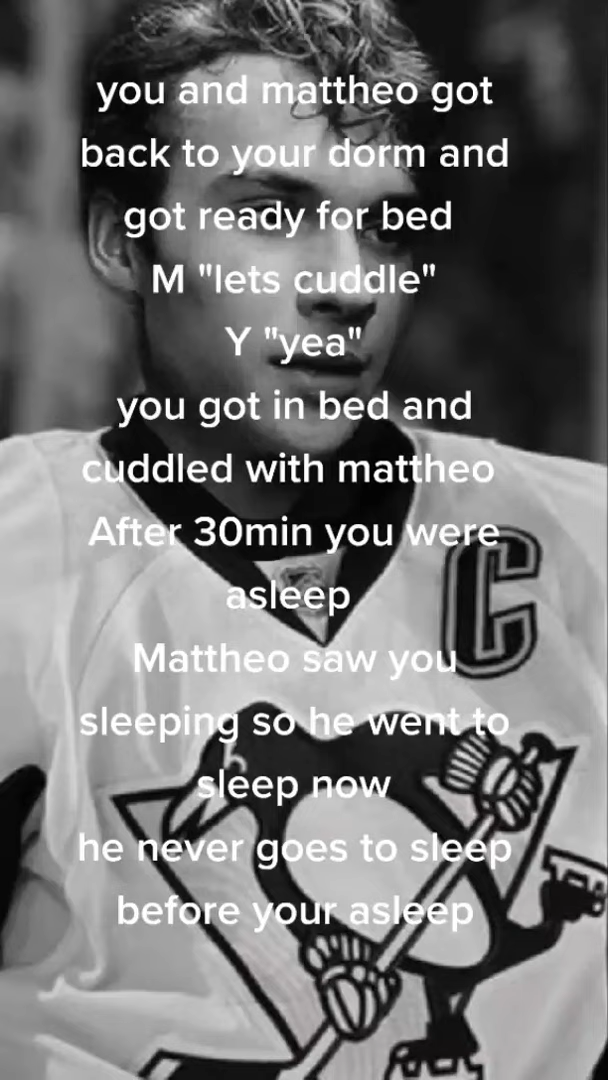 you and mattheo got
back to your dorm and
got ready for bed
M "lets cuddle"
Y "yea"
you got in bed and
cuddled with mattheo
After 30min you were
asleep
Mattheo saw you
sleeping so he went to
sleep now
he never goes to sleep
before your asleep
C